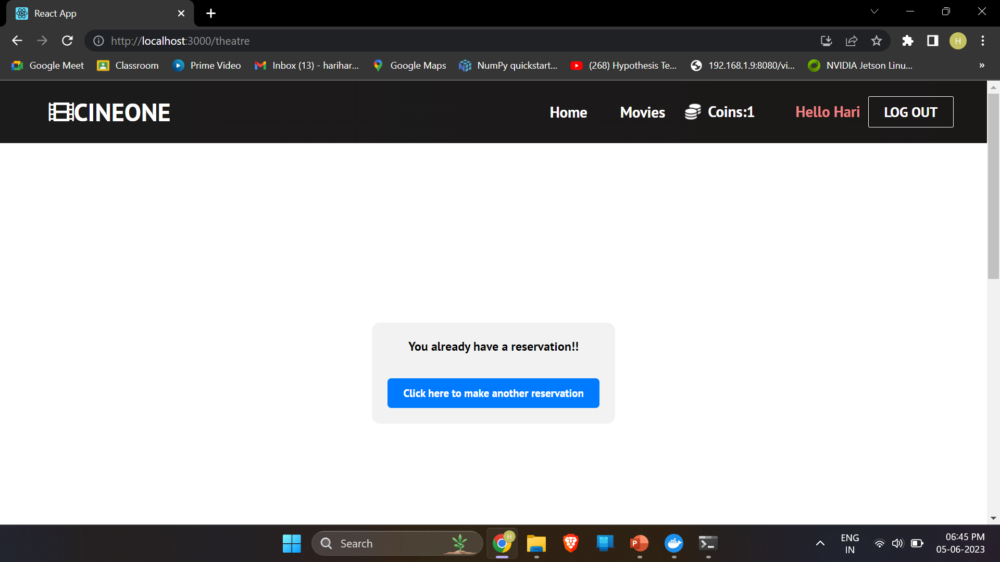 React App
http://localhost:3000/theatre
H
Google Meet Classroom Prime Video Inbox (13) - harihar... Google Maps NumPy quickstart... (268) Hypothesis Te... 192.168.1.9:8080/vi... NVIDIA Jetson Linu... »
CINEONE Home Movies Coins:1 Hello Hari LOG OUT
You already have a reservation!!
Click here to make another reservation
Search
H
P
ENG
IN
06:45 PM
05-06-2023